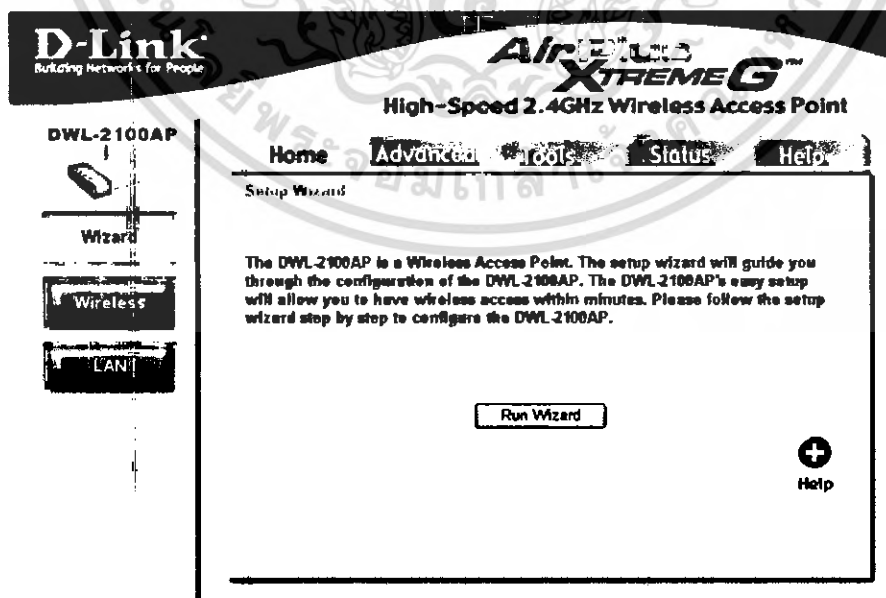 D-Link
Building Networks for People
AirPlus
XTREME G™
High-Speed 2.4GHz Wireless Access Point
DWL-2100AP
Home Advanced Tools Status Help
Setup Wizard
Wizard
The DWL-2100AP is a Wireless Access Point. The setup wizard will guide you
through the configuration of the DWL-2100AP. The DWL-2100AP's easy setup
will allow you to have wireless access within minutes. Please follow the setup
wizard step by step to configure the DWL-2100AP.
Wireless
LAN
Run Wizard
Help